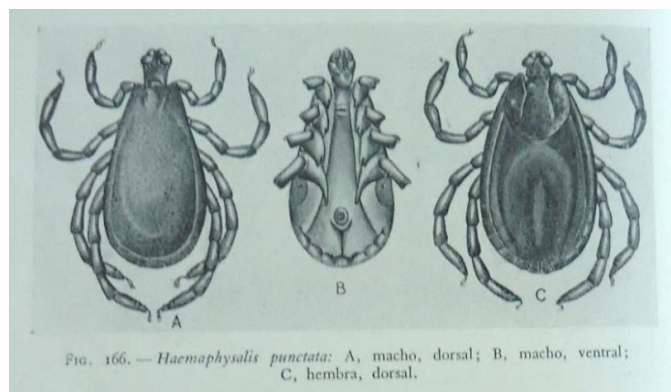 A
B
C
FIG. 166. — Haemaphysalis punctata: A, macho, dorsal; B, macho, ventral;
C, hembra, dorsal.